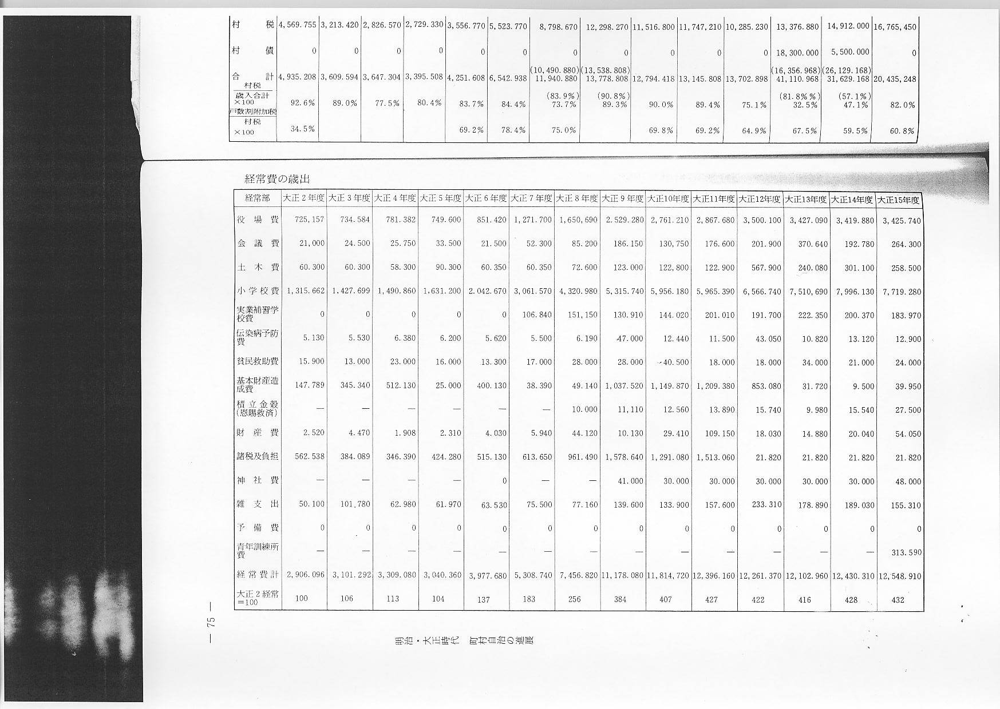 村税 4,569.755 3,213.420 2,826.570 2,729.330 3,556.770 5,523.770 8,798.670 12,298.270 11,516.800 11,747,210 10,285.230 13,376.880 14,912.000 16,765,450
村債 0 0 0 0 0 0 0 0 0 0 0 18,300.000 5,500.000 0
(10,490.880) (13,538.808) (16,356.968) (26,129.168)
合計 4,935.208 3,609.594 3,647.304 3,395.508 4,251.608 6,542.938 11,940.880 13,778.808 12,794.418 13,145.808 13,702.898 41,110.968 31,629.168 20,435,248
村税
(83.9%) (90.8%) (81.8%%) (57.1%)
歳入合計
×100 92.6% 89.0% 77.5% 80.4% 83.7% 84.4% 73.7% 89.3% 90.0% 89.4% 75.1% 32.5% 47.1% 82.0%
戸数割附加税
村税
×100 34.5% 69.2% 78.4% 75.0% 69.8% 69.2% 64.9% 67.5% 59.5% 60.8%
経常費の歳出
経常部 大正2年度 大正3年度 大正4年度 大正5年度 大正6年度 大正7年度 大正8年度 大正9年度 大正10年度 大正11年度 大正12年度 大正13年度 大正14年度 大正15年度
役場費 725,157 734.584 781.382 749.600 851.420 1,271.700 1,650,690 2.529.280 2,761.210 2,867.680 3,500.100 3,427.090 3,419.880 3,425.740
会議費 21,000 24.500 25.750 33.500 21.500 52.300 85.200 186.150 130,750 176.600 201.900 370.640 192.780 264.300
土木費 60.300 60.300 58.300 90.300 60.350 60.350 72.600 123.000 122,800 122.900 567.900 240.080 301.100 258.500
小学校費 1,315.662 1,427.699 1,490.860 1,631.200 2.042.670 3,061.570 4,320.980 5,315.740 5,956.180 5,965.390 6,566.740 7,510,690 7,996.130 7,719.280
実業補習学
校費 0 0 0 0 0 106.840 151,150 130.910 144.020 201.010 191.700 222.350 200.370 183.970
伝染病予防
費 5.130 5.530 6.380 6.200 5.620 5.500 6.190 47.000 12.440 11.500 43.050 10.820 13.120 12.900
貧民救助費 15.900 13.000 23.000 16.000 13.300 17.000 28.000 28.000 40.500 18.000 18.000 34.000 21.000 24.000
基本財産造
成費 147.789 345.340 512.130 25.000 400.130 38.390 49.140 1,037.520 1,149.870 1,209.380 853.080 31.720 9.500 39.950
積立金穀
(恩賜救済) — — — — — — 10.000 11,110 12.560 13.890 15.740 9.980 15.540 27.500
財産費 2.520 4.470 1.908 2.310 4.030 5.940 44.120 10.130 29.410 109.150 18.030 14.880 20.040 54.050
諸税及負担 562.538 384.089 346.390 424.280 515.130 613.650 961.490 1,578.640 1,291.080 1,513.060 21.820 21.820 21.820 21.820
神社費 — — — — 0 — — 41.000 30.000 30.000 30.000 30.000 30.000 48.000
雑支出 50.100 101,780 62.980 61.970 63.530 75.500 77.160 139.600 133.900 157.600 233.310 178.890 189.030 155.310
予備費 0 0 0 0 0 0 0 0 0 0 0 0 0 0
青年訓練所
費 — — — — — — — — — — — — — 313.590
経常費計 2,906.096 3,101.292 3,309.080 3,040.360 3,977.680 5,308.740 7,456.820 11,178.080 11,814,720 12,396.160 12,261.370 12,102.960 12,430.310 12,548.910
大正2経常
=100 100 106 113 104 137 183 256 384 407 427 422 416 428 432
— 75 —
明治・大正時代 町村自治の進展